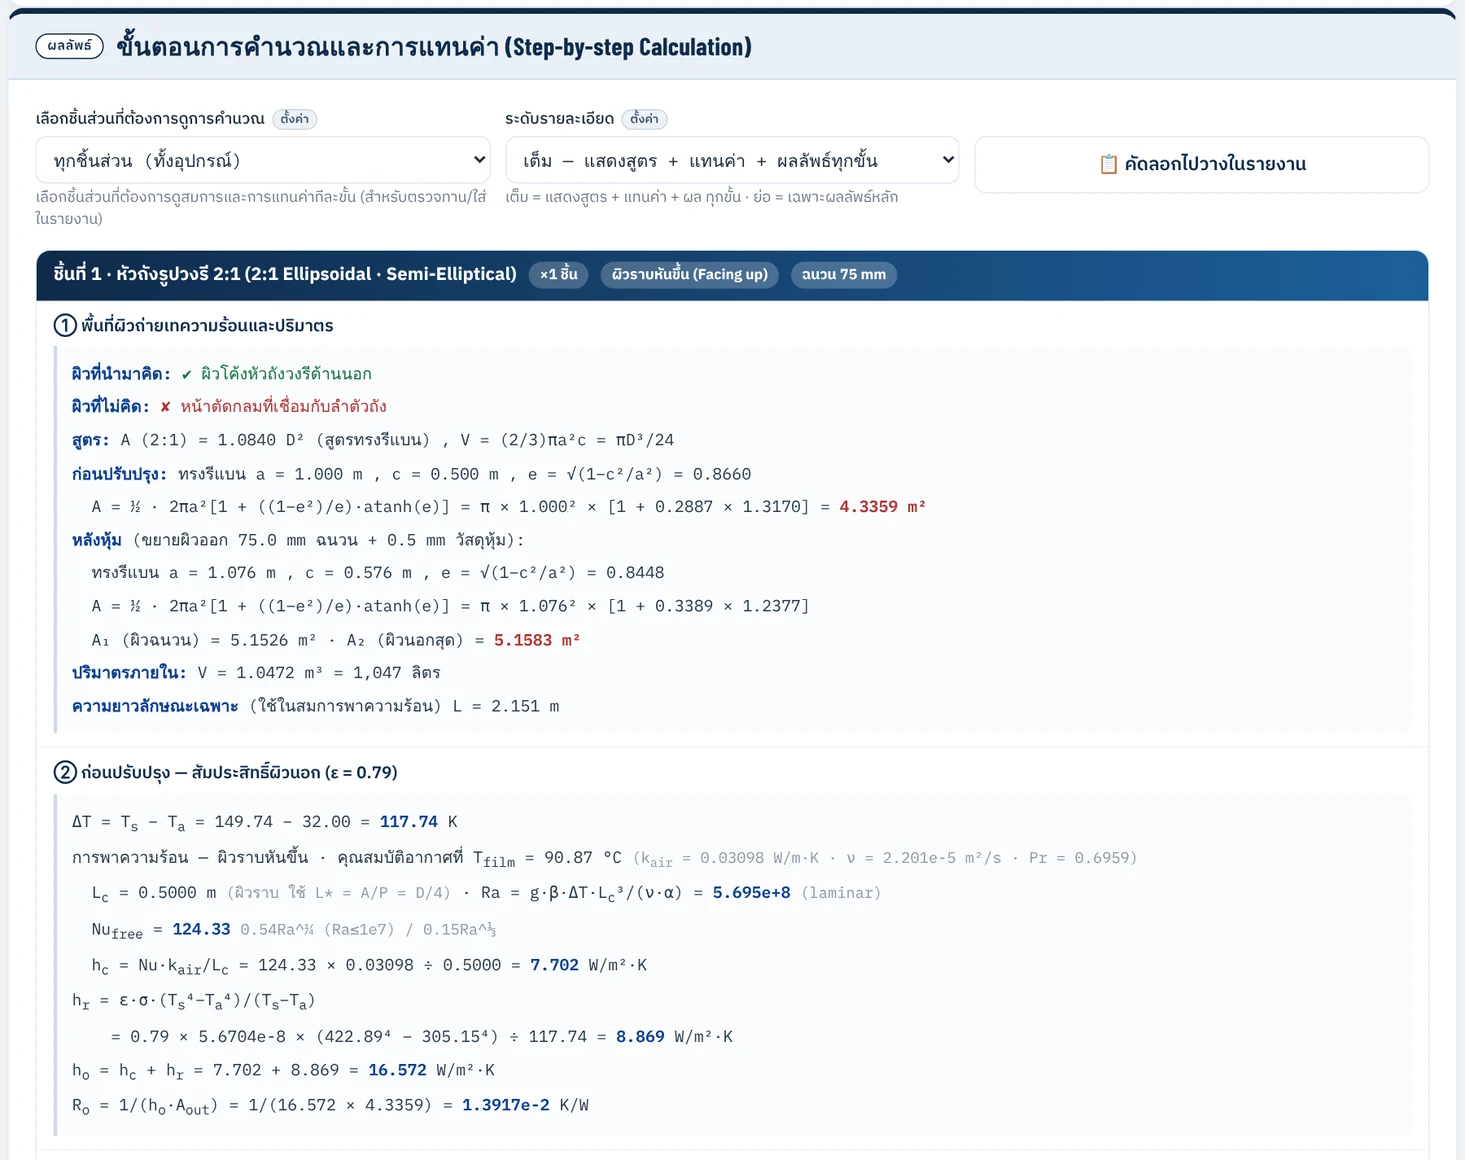 ผลลัพธ์ ขั้นตอนการคำนวณและการแทนค่า (Step-by-step Calculation)
เลือกชิ้นส่วนที่ต้องการดูการคำนวณ ตั้งค่า
ทุกชิ้นส่วน (ทั้งอุปกรณ์)
เลือกชิ้นส่วนที่ต้องการดูสมการและการแทนค่าทีละขั้น (สำหรับตรวจทาน/ใส่
ในรายงาน)
ระดับรายละเอียด ตั้งค่า
เต็ม — แสดงสูตร + แทนค่า + ผลลัพธ์ทุกขั้น
เต็ม = แสดงสูตร + แทนค่า + ผล ทุกขั้น · ย่อ = เฉพาะผลลัพธ์หลัก
📋 คัดลอกไปวางในรายงาน
ชิ้นที่ 1 · หัวถังรูปวงรี 2:1 (2:1 Ellipsoidal · Semi-Elliptical) ×1 ชิ้น ผิวราบหันขึ้น (Facing up) ฉนวน 75 mm
① พื้นที่ผิวถ่ายเทความร้อนและปริมาตร
ผิวที่นำมาคิด: ✔ ผิวโค้งหัวถังวงรีด้านนอก
ผิวที่ไม่คิด: ✘ หน้าตัดกลมที่เชื่อมกับลำตัวถัง
สูตร: A (2:1) = 1.0840 D² (สูตรทรงรีแบน) , V = (2/3)πa²c = πD³/24
ก่อนปรับปรุง: ทรงรีแบน a = 1.000 m , c = 0.500 m , e = √(1−c²/a²) = 0.8660
A = ½ · 2πa²[1 + ((1−e²)/e)·atanh(e)] = π × 1.000² × [1 + 0.2887 × 1.3170] = 4.3359 m²
หลังหุ้ม (ขยายผิวออก 75.0 mm ฉนวน + 0.5 mm วัสดุหุ้ม):
ทรงรีแบน a = 1.076 m , c = 0.576 m , e = √(1−c²/a²) = 0.8448
A = ½ · 2πa²[1 + ((1−e²)/e)·atanh(e)] = π × 1.076² × [1 + 0.3389 × 1.2377]
A₁ (ผิวฉนวน) = 5.1526 m² · A₂ (ผิวนอกสุด) = 5.1583 m²
ปริมาตรภายใน: V = 1.0472 m³ = 1,047 ลิตร
ความยาวลักษณะเฉพาะ (ใช้ในสมการพาความร้อน) L = 2.151 m
② ก่อนปรับปรุง — สัมประสิทธิ์ผิวนอก (ε = 0.79)
ΔT = Ts − Ta = 149.74 − 32.00 = 117.74 K
การพาความร้อน — ผิวราบหันขึ้น · คุณสมบัติอากาศที่ Tfilm = 90.87 °C (kair = 0.03098 W/m·K · ν = 2.201e-5 m²/s · Pr = 0.6959)
Lc = 0.5000 m (ผิวราบ ใช้ L* = A/P = D/4) · Ra = g·β·ΔT·Lc³/(ν·α) = 5.695e+8 (laminar)
Nufree = 124.33 0.54Ra^¼ (Ra≤1e7) / 0.15Ra^⅓
hc = Nu·kair/Lc = 124.33 × 0.03098 ÷ 0.5000 = 7.702 W/m²·K
hr = ε·σ·(Ts⁴−Ta⁴)/(Ts−Ta)
= 0.79 × 5.6704e-8 × (422.89⁴ − 305.15⁴) ÷ 117.74 = 8.869 W/m²·K
ho = hc + hr = 7.702 + 8.869 = 16.572 W/m²·K
Ro = 1/(ho·Aout) = 1/(16.572 × 4.3359) = 1.3917e-2 K/W